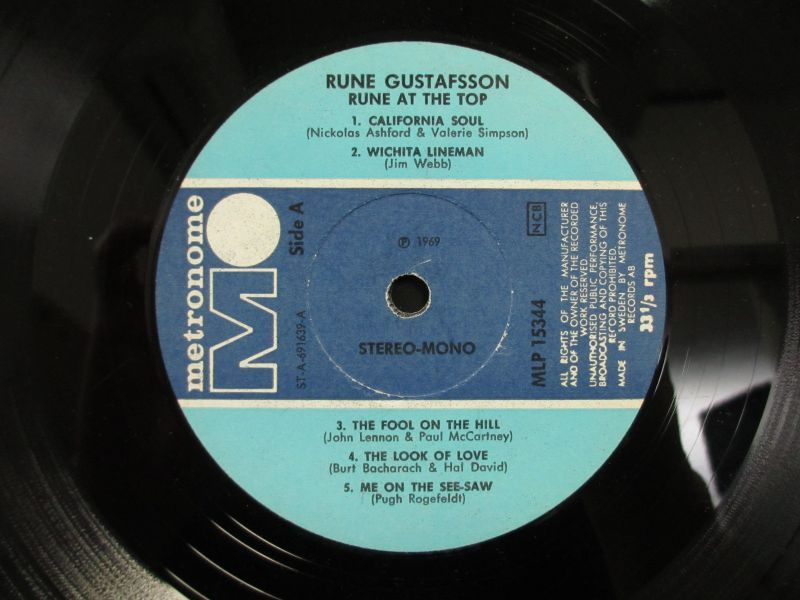 RUNE GUSTAFSSON
RUNE AT THE TOP
1. CALIFORNIA SOUL
(Nickolas Ashford & Valerie Simpson)
2. WICHITA LINEMAN
(Jim Webb)
metronome
M
Side A
ST-A-691639-A
Ⓟ 1969
STEREO-MONO
NCB
MLP 15344
ALL RIGHTS OF THE MANUFACTURER
AND OF THE OWNER OF THE RECORDED
WORK RESERVED.
UNAUTHORISED PUBLIC PERFORMANCE,
BROADCASTING AND COPYING OF THIS
RECORD PROHIBITED.
MADE IN SWEDEN BY METRONOME
RECORDS AB
33 1/3 rpm
3. THE FOOL ON THE HILL
(John Lennon & Paul McCartney)
4. THE LOOK OF LOVE
(Burt Bacharach & Hal David)
5. ME ON THE SEE-SAW
(Pugh Rogefeldt)